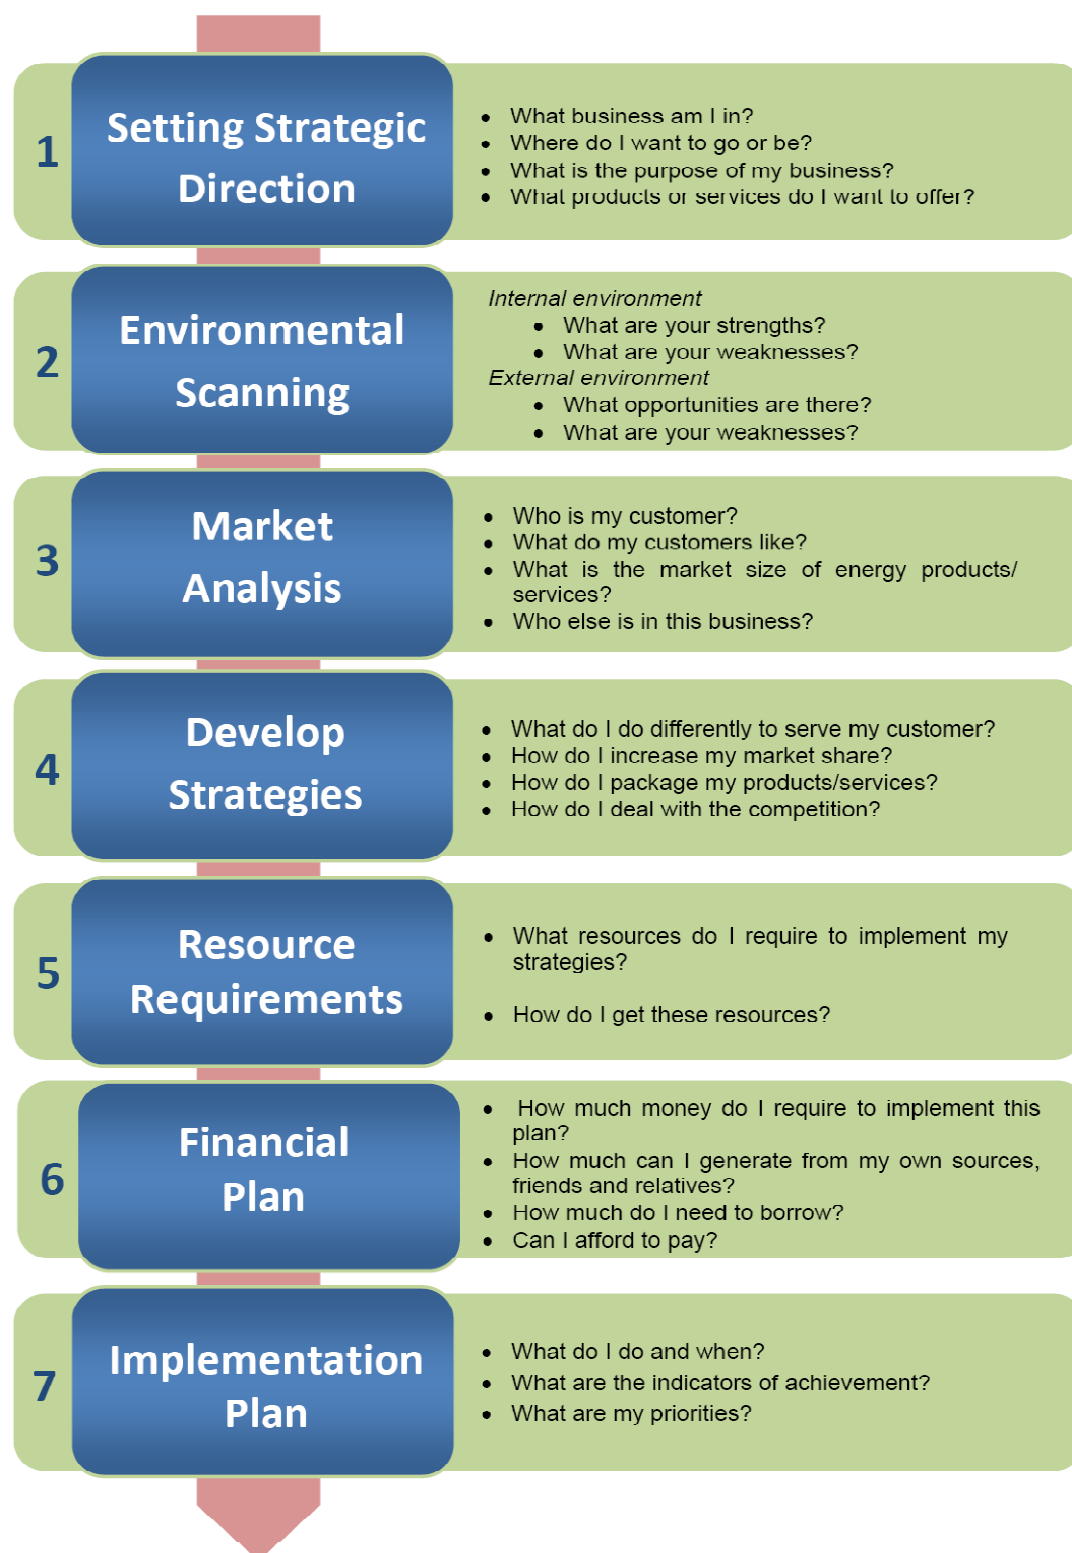 1
Setting Strategic
Direction
• What business am I in?
• Where do I want to go or be?
• What is the purpose of my business?
• What products or services do I want to offer?
2
Environmental
Scanning
Internal environment
• What are your strengths?
• What are your weaknesses?
External environment
• What opportunities are there?
• What are your weaknesses?
3
Market
Analysis
• Who is my customer?
• What do my customers like?
• What is the market size of energy products/
services?
• Who else is in this business?
4
Develop
Strategies
• What do I do differently to serve my customer?
• How do I increase my market share?
• How do I package my products/services?
• How do I deal with the competition?
5
Resource
Requirements
• What resources do I require to implement my
strategies?
• How do I get these resources?
6
Financial
Plan
• How much money do I require to implement this
plan?
• How much can I generate from my own sources,
friends and relatives?
• How much do I need to borrow?
• Can I afford to pay?
7
Implementation
Plan
• What do I do and when?
• What are the indicators of achievement?
• What are my priorities?